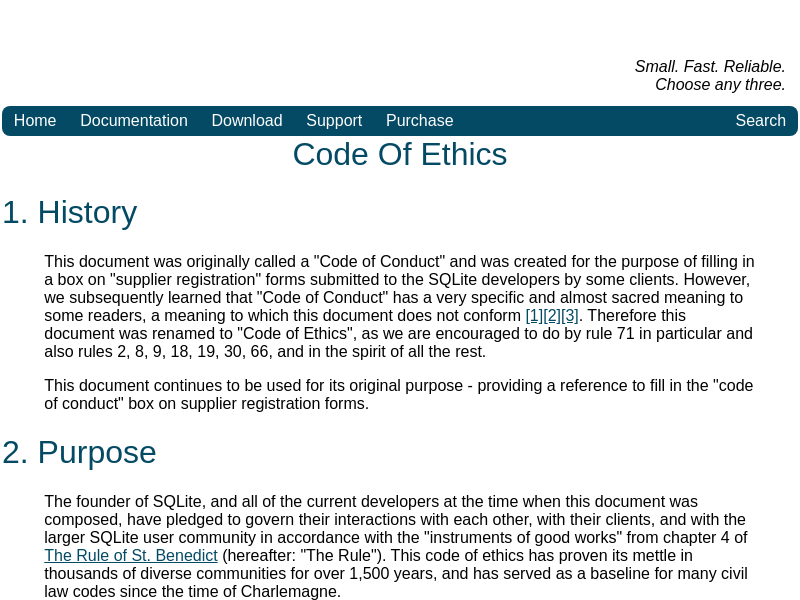 Small. Fast. Reliable.
Choose any three.
Home Documentation Download Support Purchase Search
Code Of Ethics
1. History
This document was originally called a "Code of Conduct" and was created for the purpose of filling in
a box on "supplier registration" forms submitted to the SQLite developers by some clients. However,
we subsequently learned that "Code of Conduct" has a very specific and almost sacred meaning to
some readers, a meaning to which this document does not conform [1][2][3]. Therefore this
document was renamed to "Code of Ethics", as we are encouraged to do by rule 71 in particular and
also rules 2, 8, 9, 18, 19, 30, 66, and in the spirit of all the rest.
This document continues to be used for its original purpose - providing a reference to fill in the "code
of conduct" box on supplier registration forms.
2. Purpose
The founder of SQLite, and all of the current developers at the time when this document was
composed, have pledged to govern their interactions with each other, with their clients, and with the
larger SQLite user community in accordance with the "instruments of good works" from chapter 4 of
The Rule of St. Benedict (hereafter: "The Rule"). This code of ethics has proven its mettle in
thousands of diverse communities for over 1,500 years, and has served as a baseline for many civil
law codes since the time of Charlemagne.